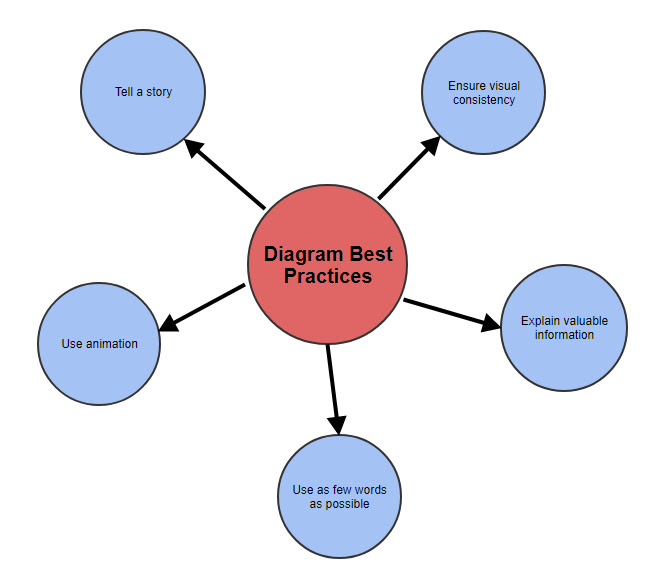 Tell a story
Ensure visual
consistency
Diagram Best
Practices
Use animation
Explain valuable
information
Use as few words
as possible